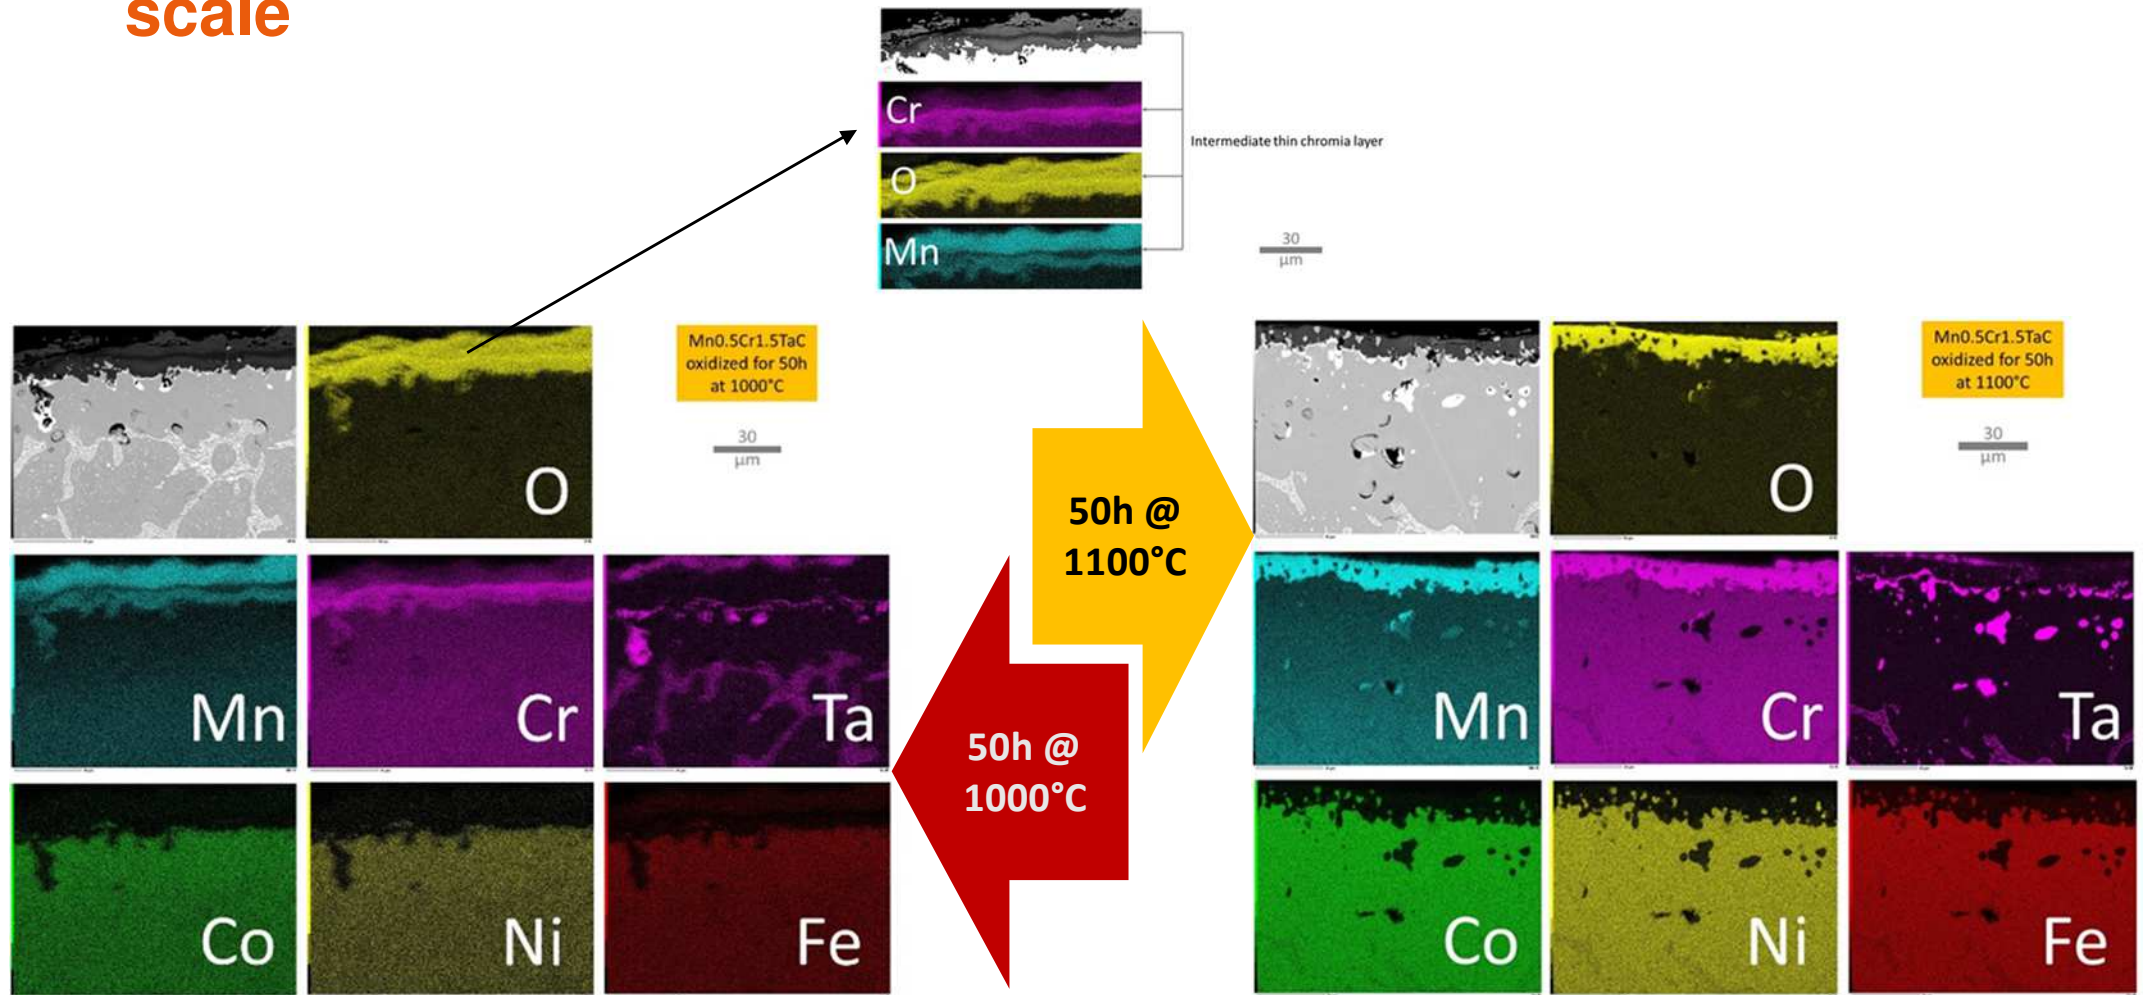 scale
Cr
O
Mn
Intermediate thin chromia layer
30
µm
Mn0.5Cr1.5TaC
oxidized for 50h
at 1000°C
30
µm
O
Mn
Cr
Ta
Co
Ni
Fe
50h @
1100°C
50h @
1000°C
Mn0.5Cr1.5TaC
oxidized for 50h
at 1100°C
30
µm
O
Mn
Cr
Ta
Co
Ni
Fe